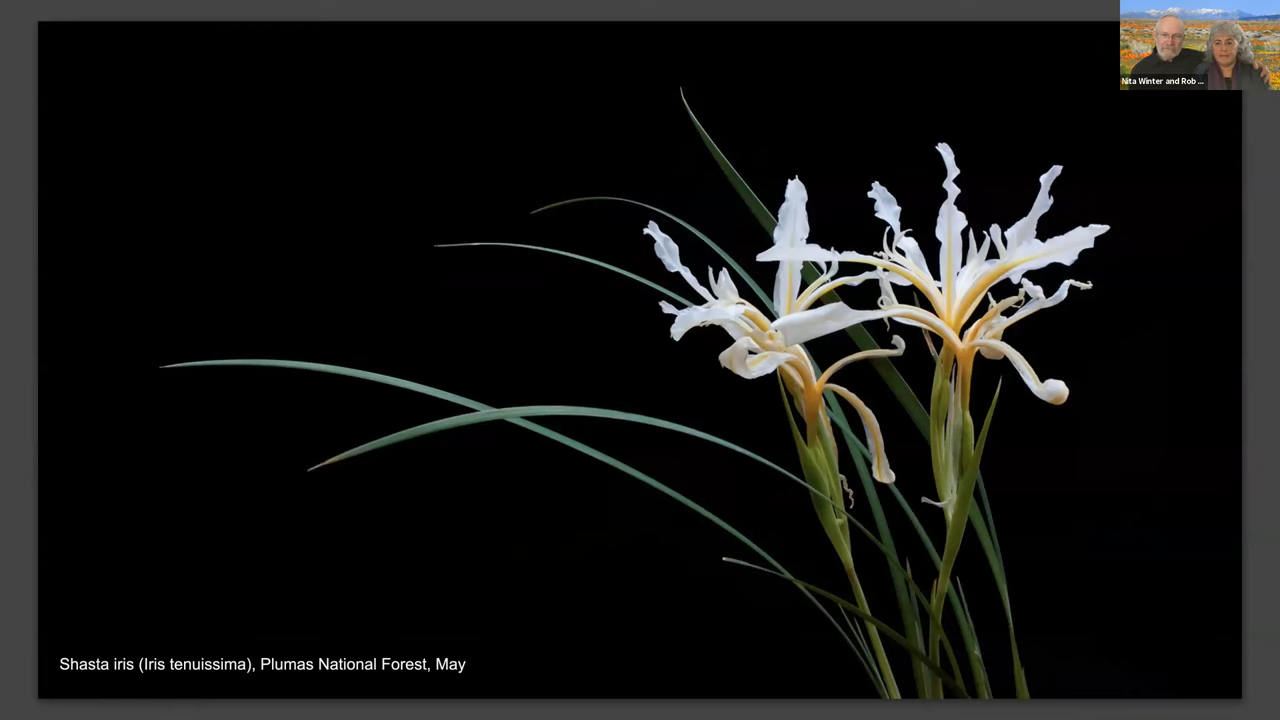 Nita Winter and Rob ...
Shasta iris (Iris tenuissima), Plumas National Forest, May